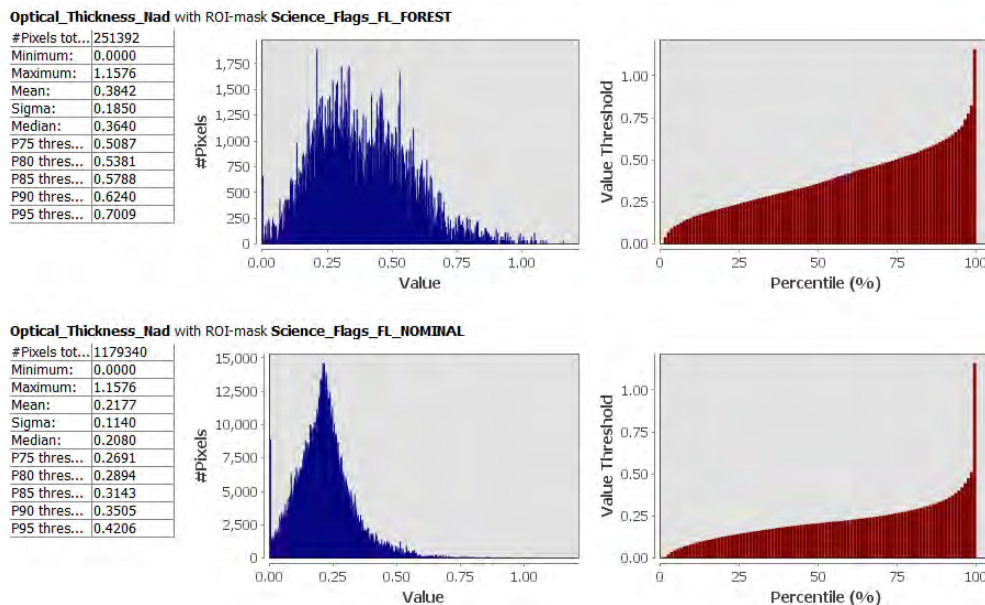 Optical_Thickness_Nad with ROI-mask Science_Flags_FL_FOREST
#Pixels tot... 251392
Minimum: 0.0000
Maximum: 1.1576
Mean: 0.3842
Sigma: 0.1850
Median: 0.3640
P75 thres... 0.5087
P80 thres... 0.5381
P85 thres... 0.5788
P90 thres... 0.6240
P95 thres... 0.7009
#Pixels
1,750
1,500
1,250
1,000
750
500
250
0
0.00 0.25 0.50 0.75 1.00
Value
Value Threshold
1.00
0.75
0.50
0.25
0.00
0 25 50 75 100
Percentile (%)
Optical_Thickness_Nad with ROI-mask Science_Flags_FL_NOMINAL
#Pixels tot... 1179340
Minimum: 0.0000
Maximum: 1.1576
Mean: 0.2177
Sigma: 0.1140
Median: 0.2080
P75 thres... 0.2691
P80 thres... 0.2894
P85 thres... 0.3143
P90 thres... 0.3505
P95 thres... 0.4206
#Pixels
15,000
12,500
10,000
7,500
5,000
2,500
0
0.00 0.25 0.50 0.75 1.00
Value
Value Threshold
1.00
0.75
0.50
0.25
0.00
0 25 50 75 100
Percentile (%)